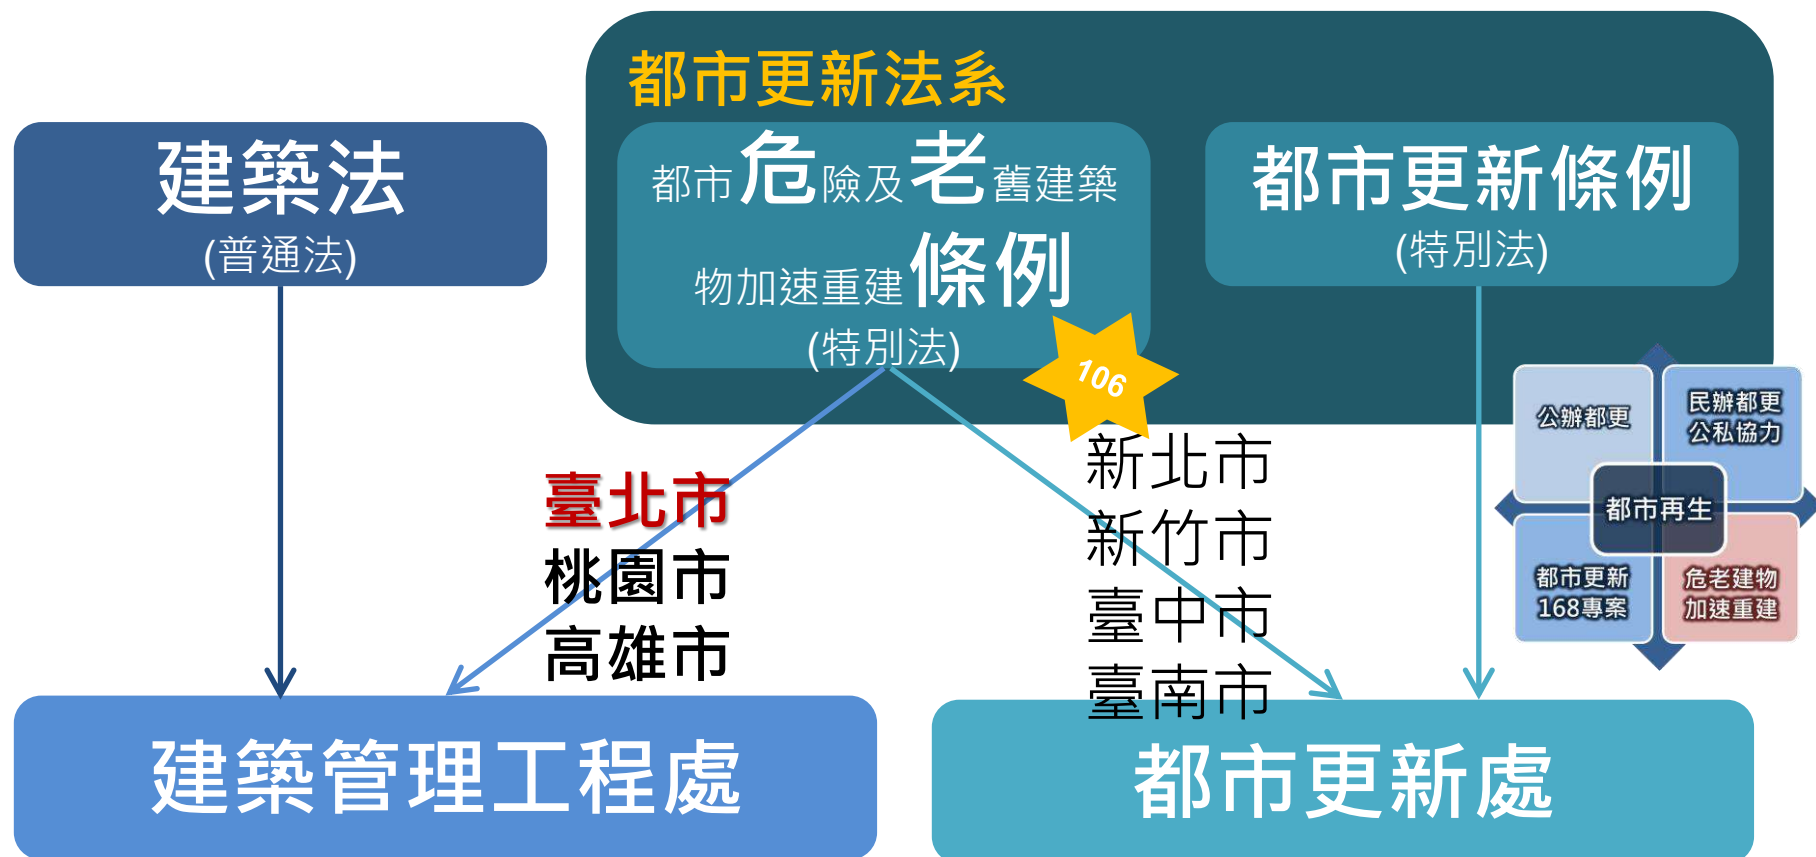 都市更新法系
建築法
(普通法)
都市危險及老舊建築
物加速重建條例
(特別法)
106
都市更新條例
(特別法)
公辦都更
民辦都更
公私協力
都市再生
都市更新
168專案
危老建物
加速重建
臺北市
桃園市
高雄市
新北市
新竹市
臺中市
臺南市
建築管理工程處
都市更新處